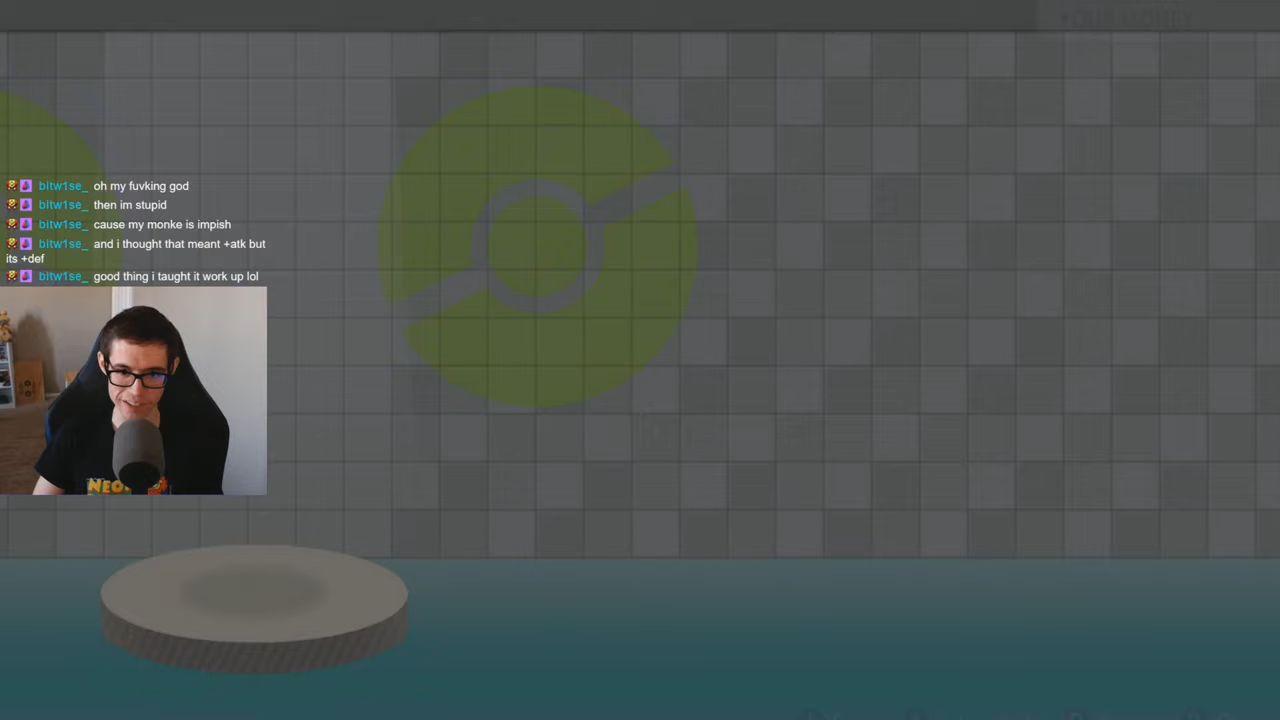 bitw1se_ oh my fuvking god
bitw1se_ then im stupid
bitw1se_ cause my monke is impish
bitw1se_ and i thought that meant +atk but
its +def
bitw1se_ good thing i taught it work up lol